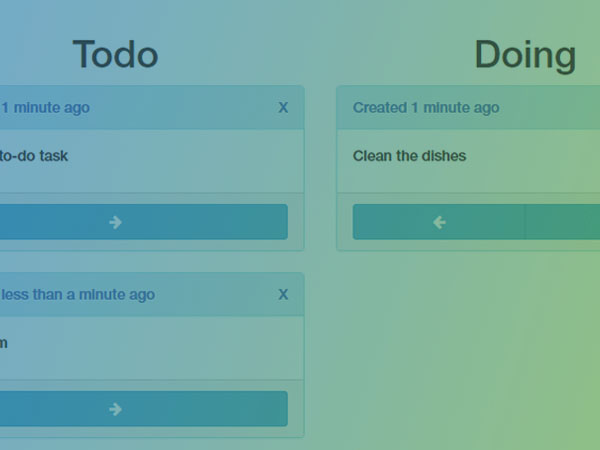 Todo
1 minute ago X
to-do task
less than a minute ago X
m
Doing
Created 1 minute ago
Clean the dishes